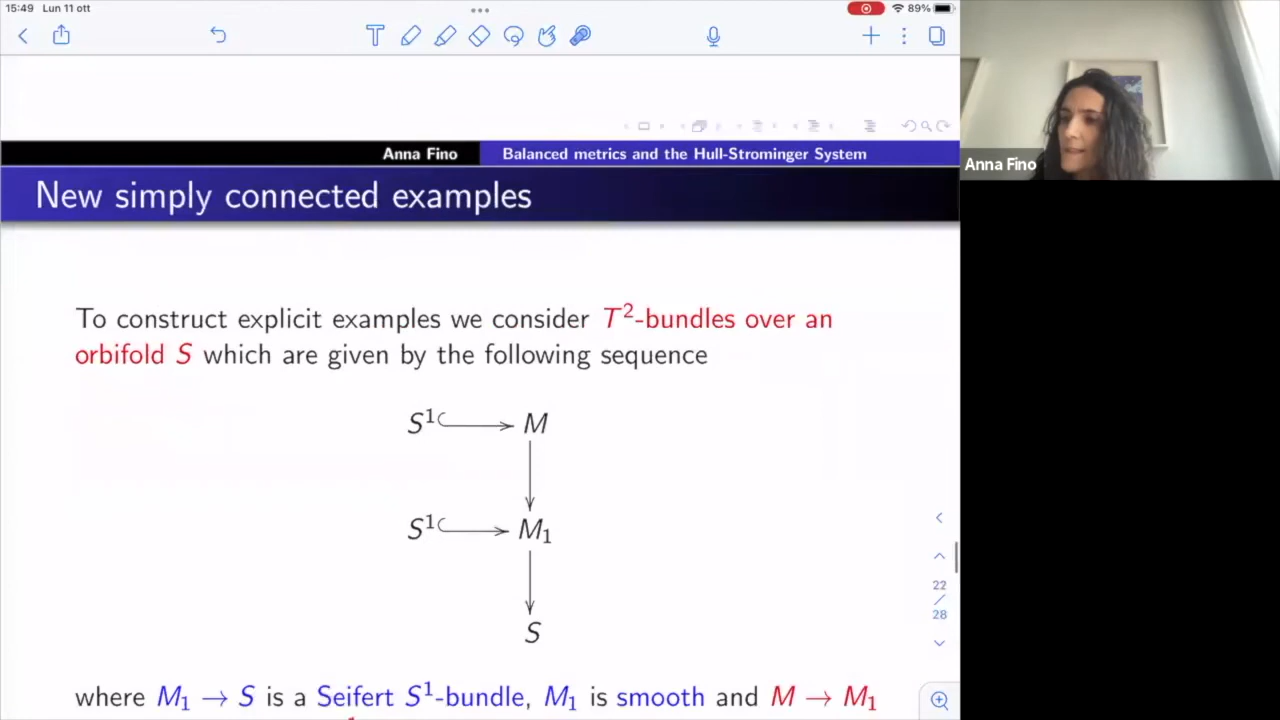 15:49 Lun 11 ott
89%
Anna Fino Balanced metrics and the Hull-Strominger System
New simply connected examples
Anna Fino
To construct explicit examples we consider T²-bundles over an
orbifold S which are given by the following sequence
S¹ M
S¹ M₁
S
22
/
28
where M₁ → S is a Seifert S¹-bundle, M₁ is smooth and M → M₁